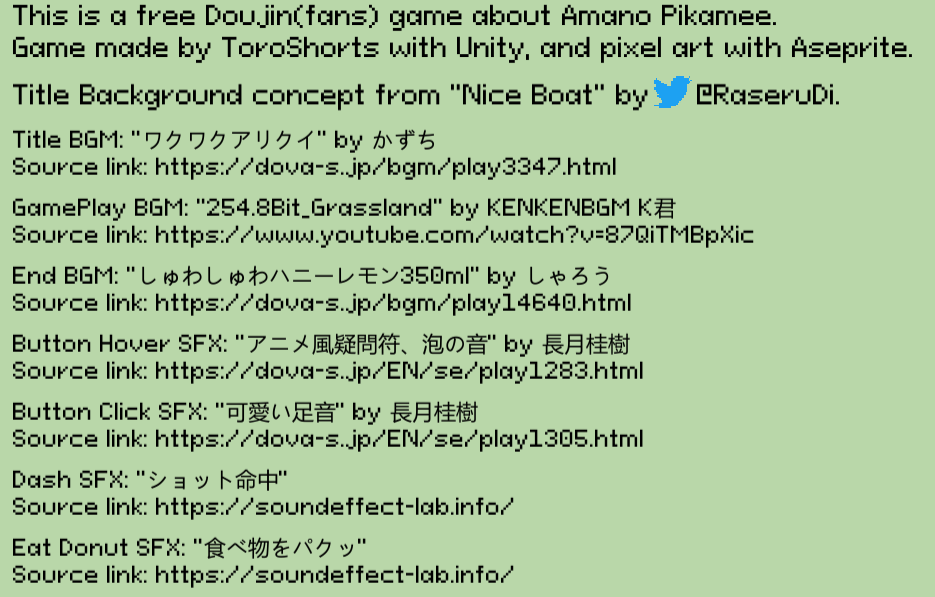 This is a free Doujin(fans) game about Amano Pikamee.
Game made by ToroShorts with Unity, and pixel art with Aseprite.
Title Background concept from "Nice Boat" by @RaseruDi.
Title BGM: "ワクワクアリクイ" by かずち
Source link: https://dova-s.jp/bgm/play3347.html
GamePlay BGM: "254.8Bit_Grassland" by KENKENBGM K君
Source link: https://www.youtube.com/watch?v=87QiTMBpXic
End BGM: "しゅわしゅわハニーレモン350ml" by しゃろう
Source link: https://dova-s.jp/bgm/play14640.html
Button Hover SFX: "アニメ風疑問符、泡の音" by 長月桂樹
Source link: https://dova-s.jp/EN/se/play1283.html
Button Click SFX: "可愛い足音" by 長月桂樹
Source link: https://dova-s.jp/EN/se/play1305.html
Dash SFX: "ショット命中"
Source link: https://soundeffect-lab.info/
Eat Donut SFX: "食べ物をパクッ"
Source link: https://soundeffect-lab.info/